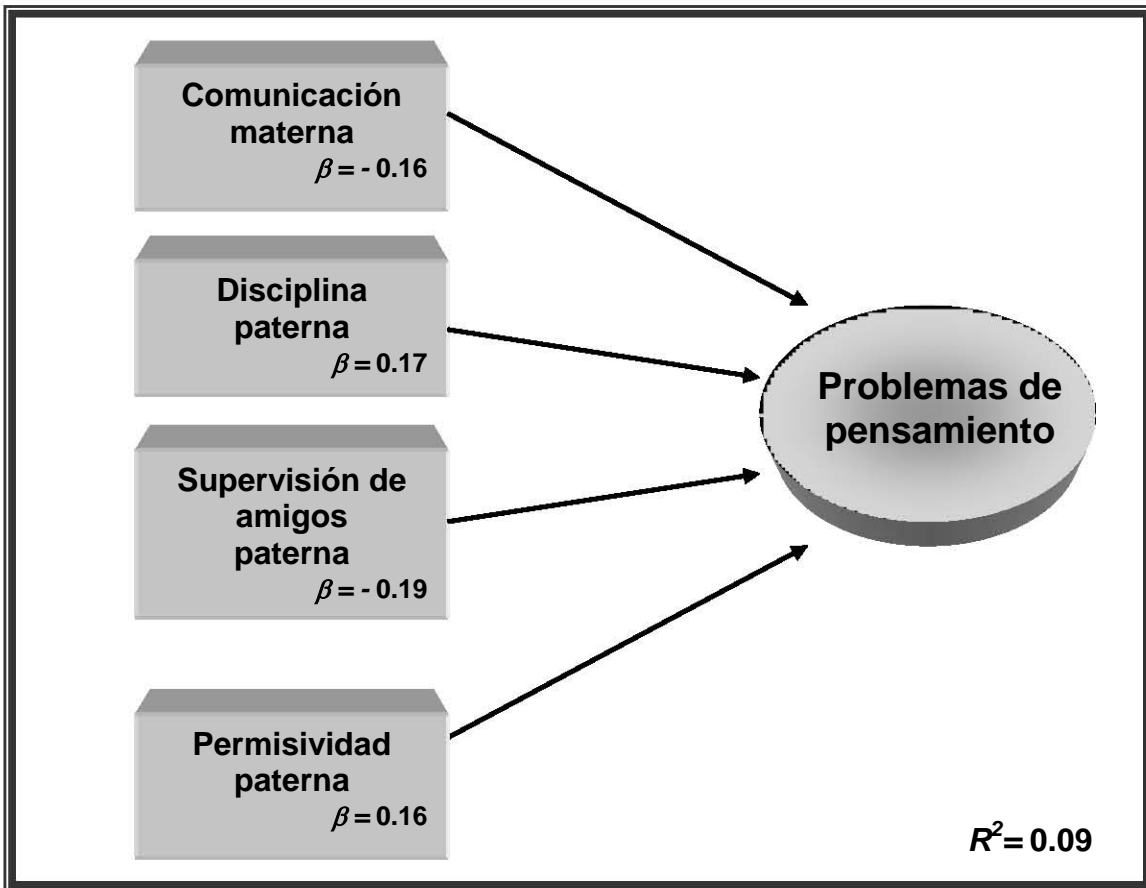 Comunicación
materna
β = - 0.16
Disciplina
paterna
β = 0.17
Supervisión de
amigos
paterna
β = - 0.19
Permisividad
paterna
β = 0.16
Problemas de
pensamiento
R²= 0.09